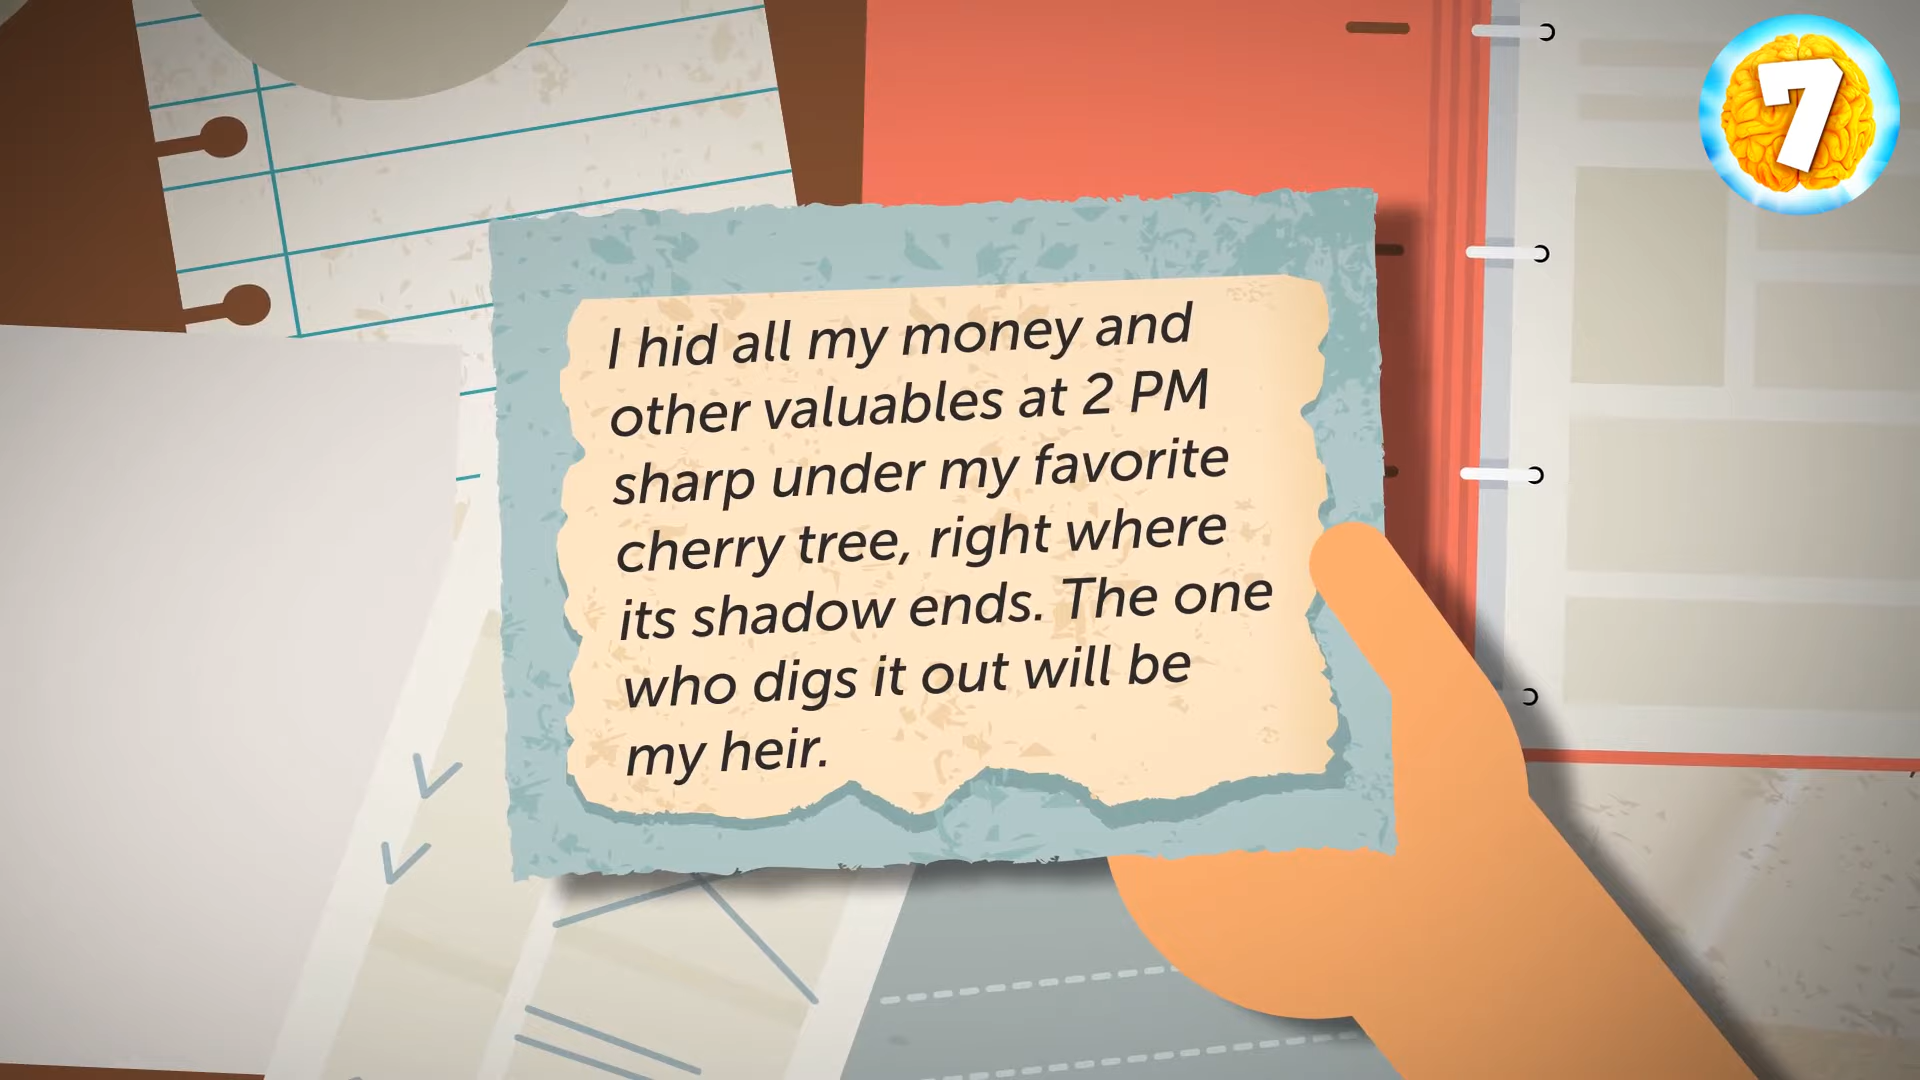 7
I hid all my money and
other valuables at 2 PM
sharp under my favorite
cherry tree, right where
its shadow ends. The one
who digs it out will be
my heir.